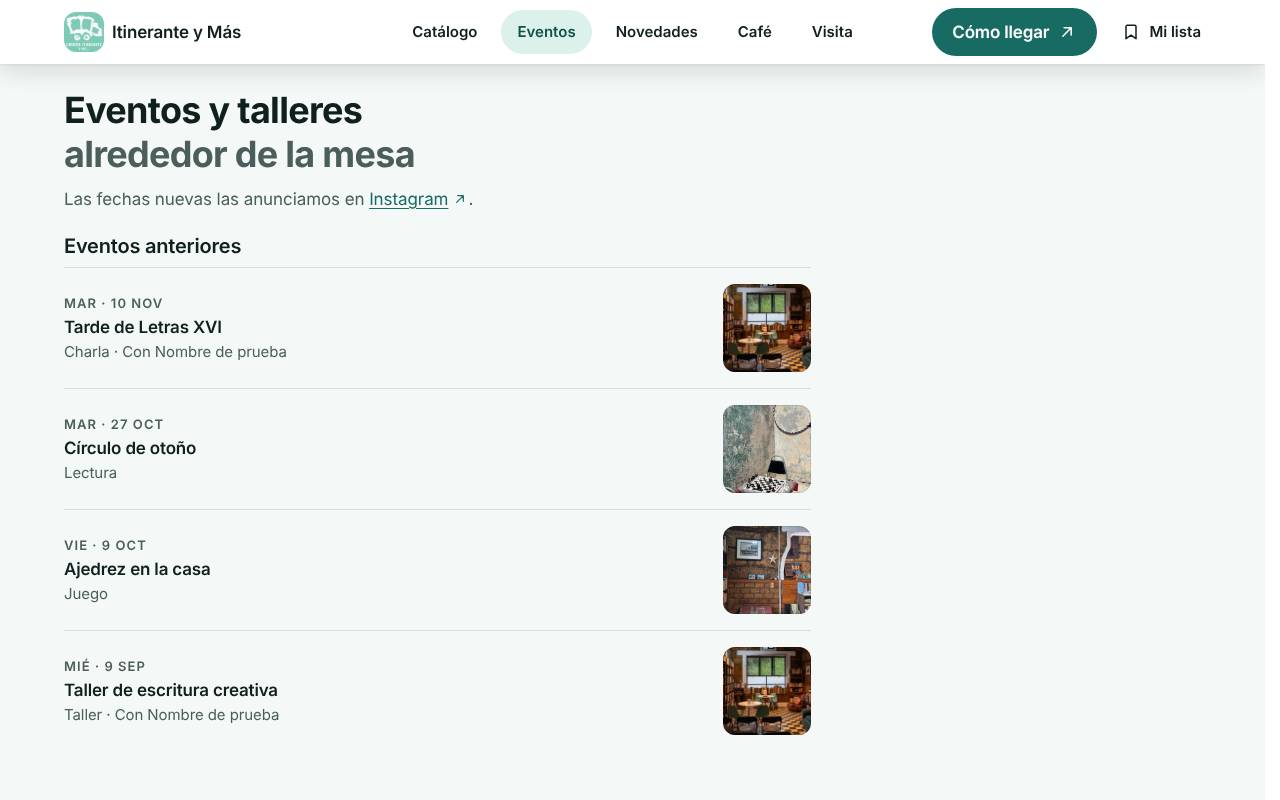 Itinerante y Más
Catálogo
Eventos
Novedades
Café
Visita
Cómo llegar
Mi lista
Eventos y talleres
alrededor de la mesa
Las fechas nuevas las anunciamos en Instagram ↗.
Eventos anteriores
MAR · 10 NOV
Tarde de Letras XVI
Charla · Con Nombre de prueba
MAR · 27 OCT
Círculo de otoño
Lectura
VIE · 9 OCT
Ajedrez en la casa
Juego
MIÉ · 9 SEP
Taller de escritura creativa
Taller · Con Nombre de prueba